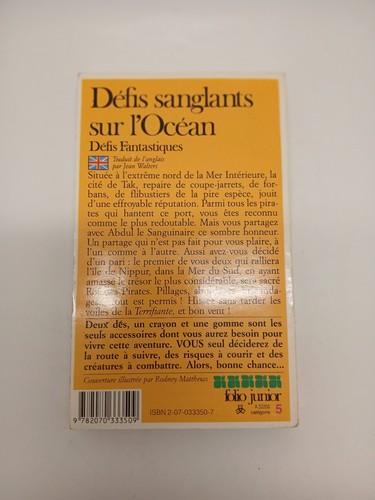 Défis sanglants
sur l'Océan
Défis Fantastiques
Traduit de l'anglais
par Jean Walters
Située à l'extrême nord de la Mer Intérieure, la
cité de Tak, repaire de coupe-jarrets, de for-
bans, de flibustiers de la pire espèce, jouit
d'une effroyable réputation. Parmi tous les pira-
tes qui hantent ce port, vous êtes reconnu
comme le plus redoutable. Mais vous partagez
avec Abdul le Sanguinaire ce sombre honneur.
Un partage qui n'est pas fait pour vous plaire, à
l'un comme à l'autre. Aussi avez-vous décidé
d'un pari : le premier de vous deux qui ralliera
l'île de Nippur, dans la Mer du Sud, en ayant
amassé le trésor le plus considérable, sera sacré
Roi des Pirates. Pillages,
tout est permis ! Hissez sans tarder les
voiles de la Terrifiante, et bon vent !
Deux dés, un crayon et une gomme sont les
seuls accessoires dont vous aurez besoin pour
vivre cette aventure. VOUS seul déciderez de
la route à suivre, des risques à courir et des
créatures à combattre. Alors, bonne chance...
Couverture illustrée par Rodney Matthews
folio junior
catégorie 5
ISBN 2-07-033350-7
9 782070 333509